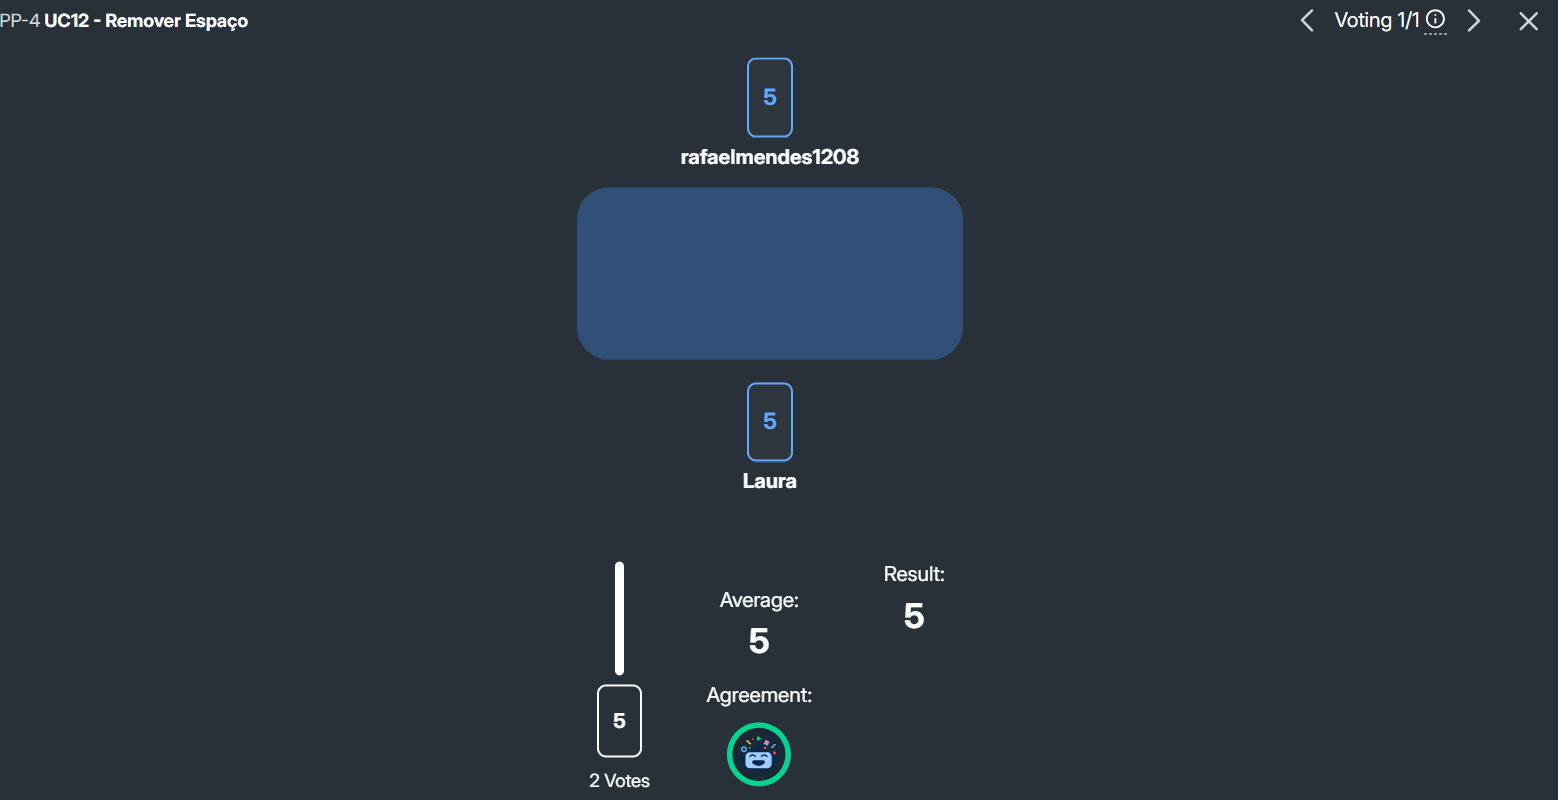 PP-4 UC12 - Remover Espaço
Voting 1/1
5
rafaelmendes1208
5
Laura
Result:
5
Average:
5
Agreement:
5
2 Votes